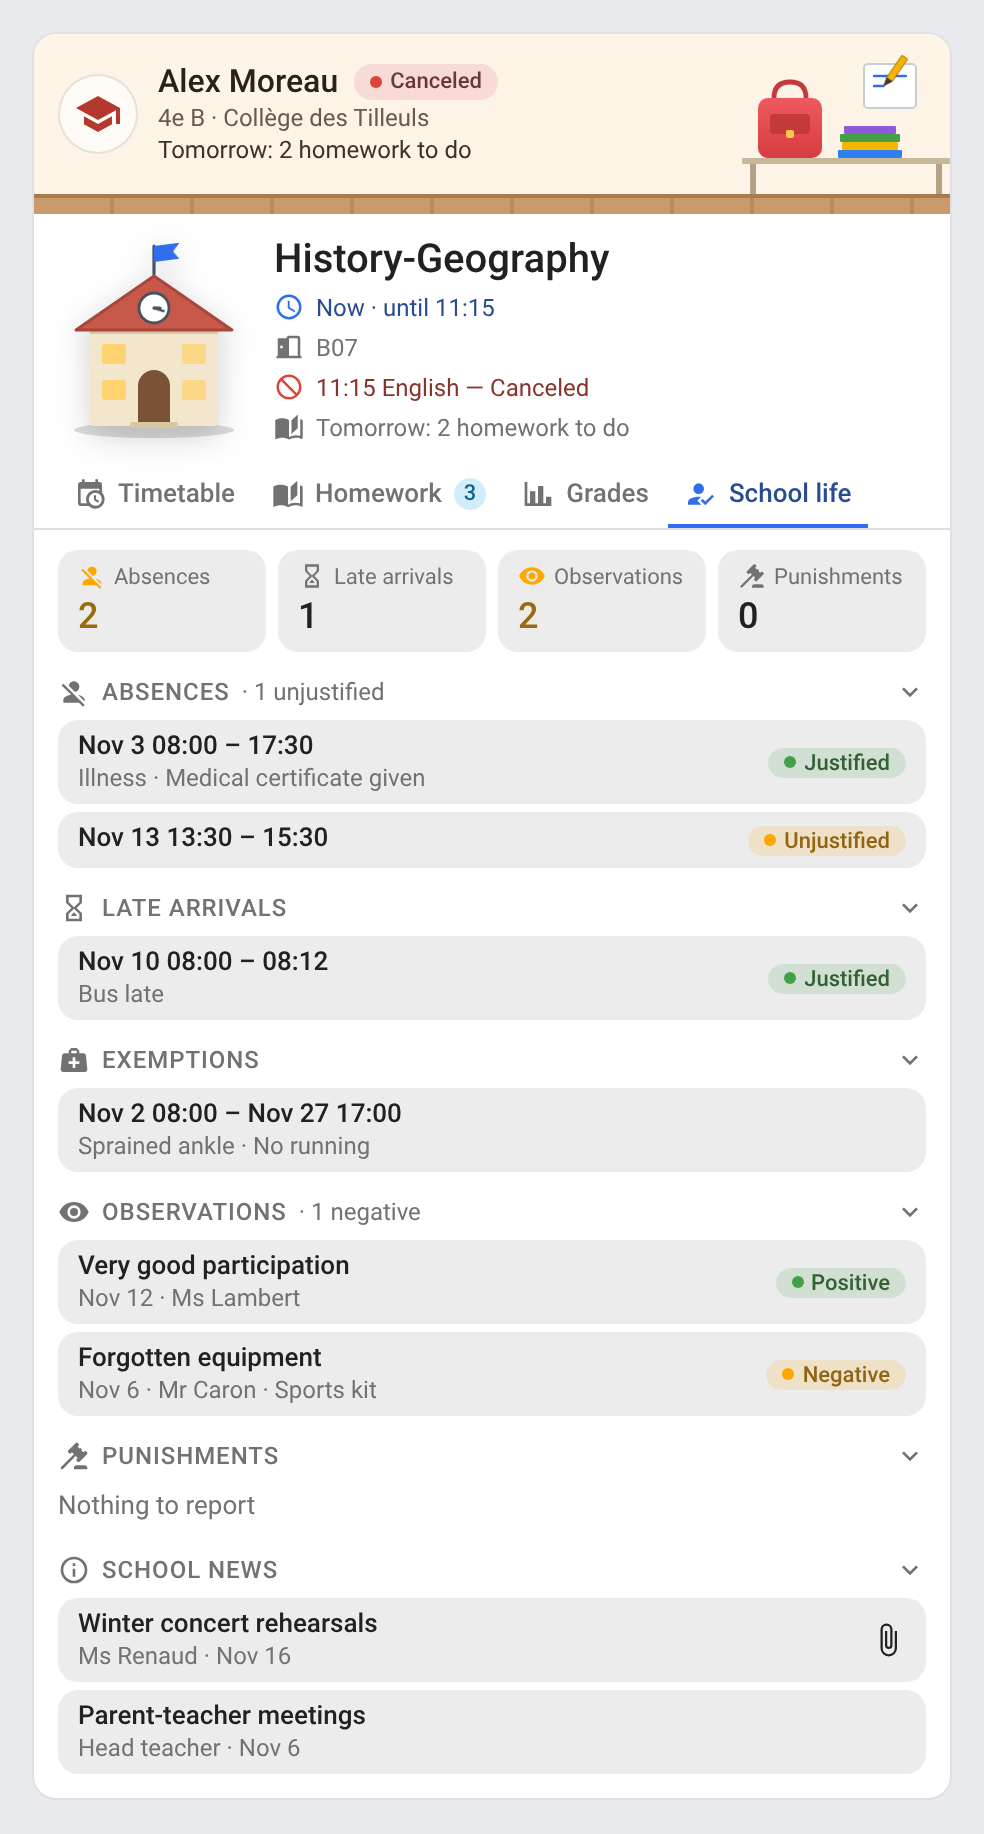 Alex Moreau
Canceled
4e B · Collège des Tilleuls
Tomorrow: 2 homework to do
History-Geography
Now · until 11:15
B07
11:15 English — Canceled
Tomorrow: 2 homework to do
Timetable
Homework 3
Grades
School life
Absences
2
Late arrivals
1
Observations
2
Punishments
0
ABSENCES · 1 unjustified
Nov 3 08:00 – 17:30
Illness · Medical certificate given
Justified
Nov 13 13:30 – 15:30
Unjustified
LATE ARRIVALS
Nov 10 08:00 – 08:12
Bus late
Justified
EXEMPTIONS
Nov 2 08:00 – Nov 27 17:00
Sprained ankle · No running
OBSERVATIONS · 1 negative
Very good participation
Nov 12 · Ms Lambert
Positive
Forgotten equipment
Nov 6 · Mr Caron · Sports kit
Negative
PUNISHMENTS
Nothing to report
SCHOOL NEWS
Winter concert rehearsals
Ms Renaud · Nov 16
Parent-teacher meetings
Head teacher · Nov 6